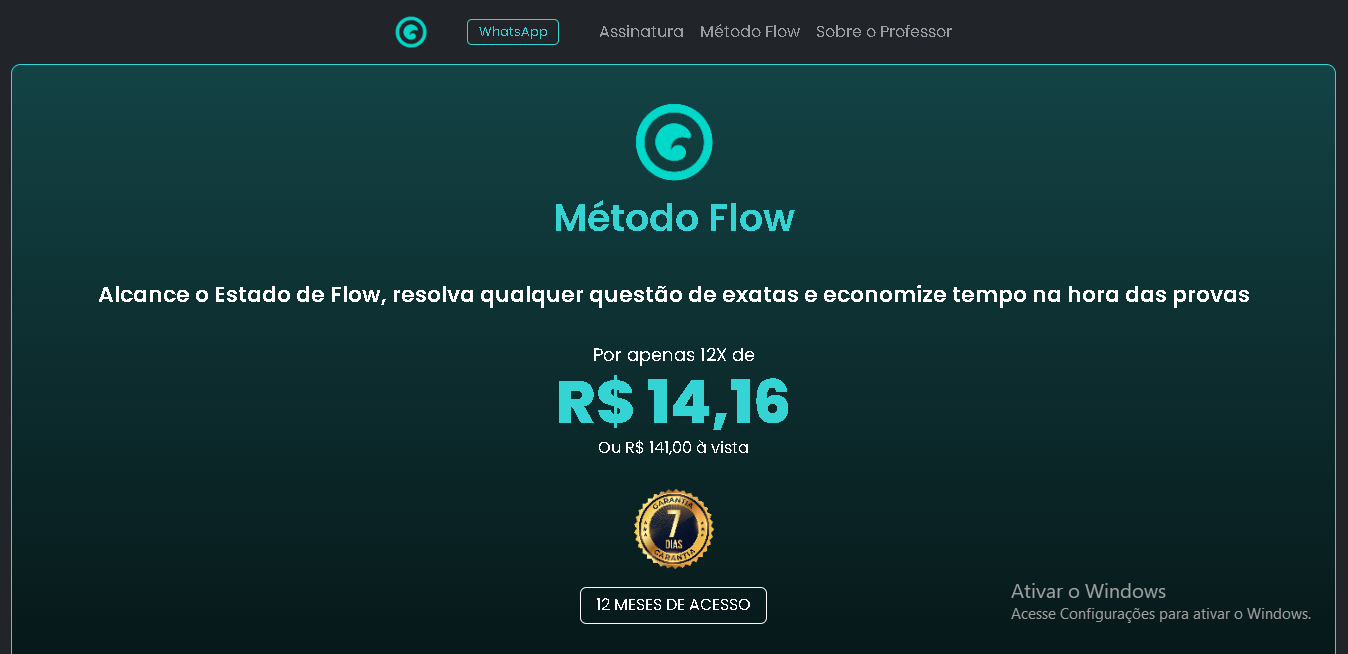 WhatsApp Assinatura Método Flow Sobre o Professor
Método Flow
Alcance o Estado de Flow, resolva qualquer questão de exatas e economize tempo na hora das provas
Por apenas 12X de
R$ 14,16
Ou R$ 141,00 à vista
GARANTIA
7
DIAS
GARANTIA
12 MESES DE ACESSO
Ativar o Windows
Acesse Configurações para ativar o Windows.